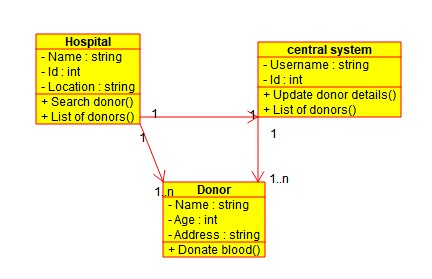 Hospital
- Name : string
- Id : int
- Location : string
+ Search donor()
+ List of donors()
central system
- Username : string
- Id : int
+ Update donor details()
+ List of donors()
1
1
1
1
1..n
1..n
Donor
- Name : string
- Age : int
- Address : string
+ Donate blood()